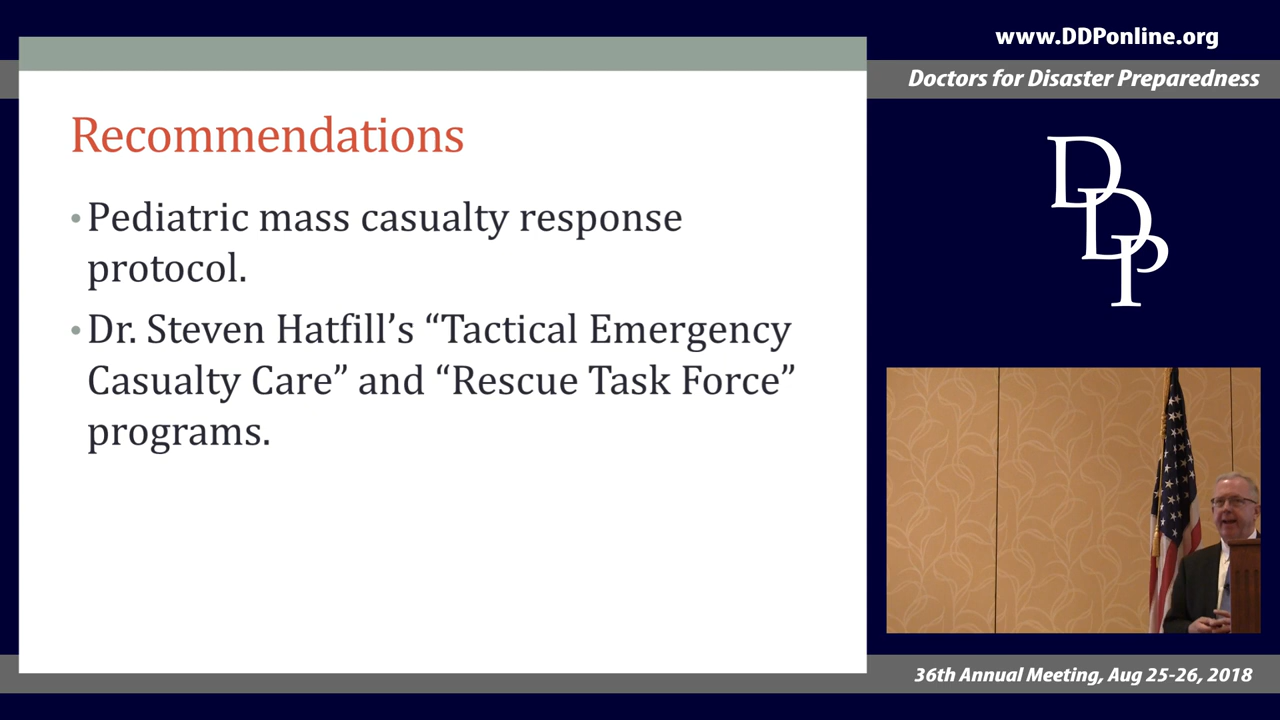 www.DDPonline.org
Doctors for Disaster Preparedness
Recommendations
• Pediatric mass casualty response
protocol.
• Dr. Steven Hatfill’s “Tactical Emergency
Casualty Care” and “Rescue Task Force”
programs.
DDP
36th Annual Meeting, Aug 25-26, 2018